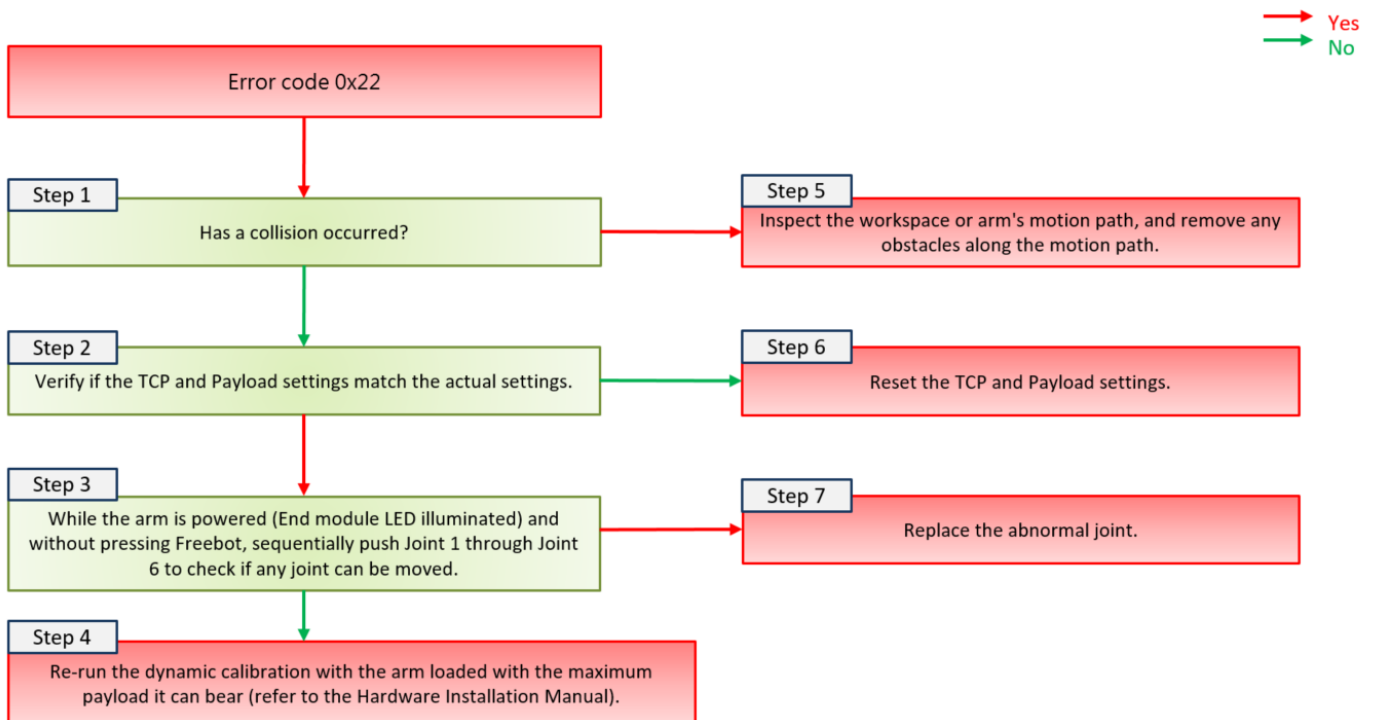 Yes
No
Error code 0x22
Step 1
Has a collision occurred?
Step 5
Inspect the workspace or arm's motion path, and remove any
obstacles along the motion path.
Step 2
Verify if the TCP and Payload settings match the actual settings.
Step 6
Reset the TCP and Payload settings.
Step 3
While the arm is powered (End module LED illuminated) and
without pressing Freebot, sequentially push Joint 1 through Joint
6 to check if any joint can be moved.
Step 7
Replace the abnormal joint.
Step 4
Re-run the dynamic calibration with the arm loaded with the maximum
payload it can bear (refer to the Hardware Installation Manual).